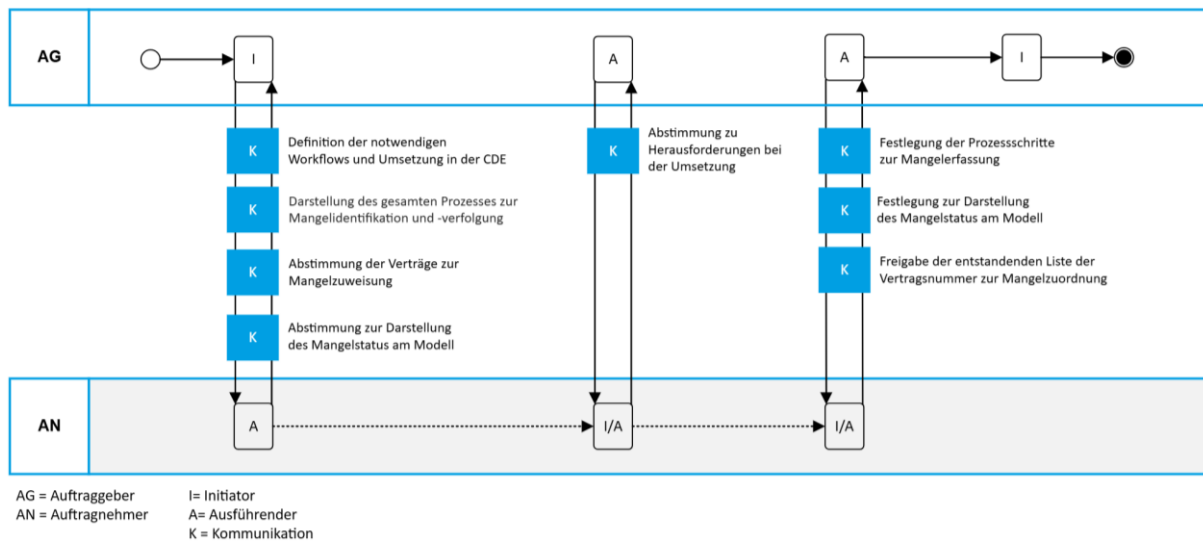 AG
I
A
A
I
K
Definition der notwendigen
Workflows und Umsetzung in der CDE
K
Darstellung des gesamten Prozesses zur
Mangelidentifikation und -verfolgung
K
Abstimmung der Verträge zur
Mangelzuweisung
K
Abstimmung zur Darstellung
des Mangelstatus am Modell
K
Abstimmung zu
Herausforderungen bei
der Umsetzung
K
Festlegung der Prozessschritte
zur Mangelerfassung
K
Festlegung zur Darstellung
des Mangelstatus am Modell
K
Freigabe der entstandenden Liste der
Vertragsnummer zur Mangelzuordnung
AN
A
I/A
I/A
AG = Auftraggeber
AN = Auftragnehmer
I= Initiator
A= Ausführender
K = Kommunikation